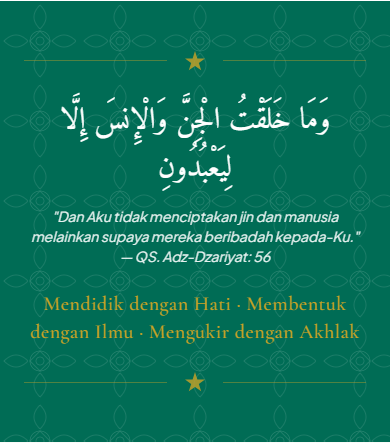 وَمَا خَلَقْتُ الْجِنَّ وَالْإِنسَ إِلَّا
لِيَعْبُدُونِ
"Dan Aku tidak menciptakan jin dan manusia
melainkan supaya mereka beribadah kepada-Ku."
— QS. Adz-Dzariyat: 56
Mendidik dengan Hati · Membentuk
dengan Ilmu · Mengukir dengan Akhlak